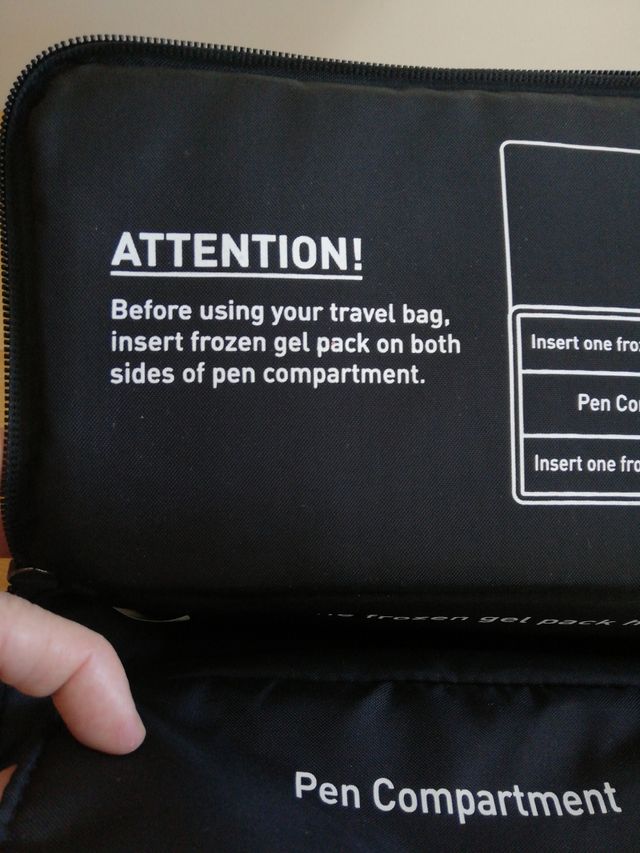 ATTENTION!
Before using your travel bag,
insert frozen gel pack on both
sides of pen compartment.
Insert one
Pen
Insert one
frozen gel pack
Pen Compartment